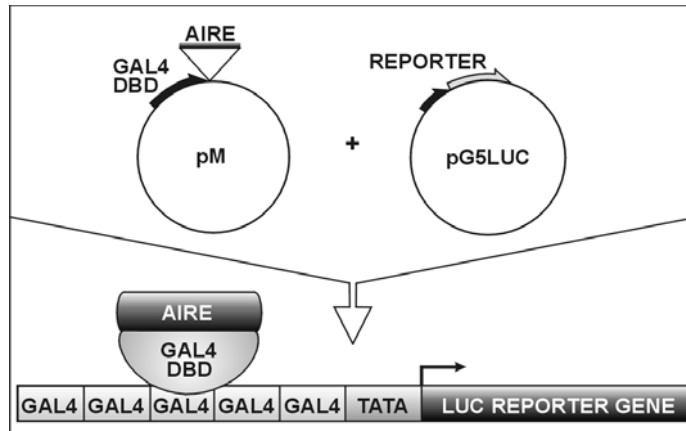 AIRE
GAL4
DBD
REPORTER
pM
+
pG5LUC
AIRE
GAL4
DBD
GAL4 GAL4 GAL4 GAL4 GAL4 TATA LUC REPORTER GENE